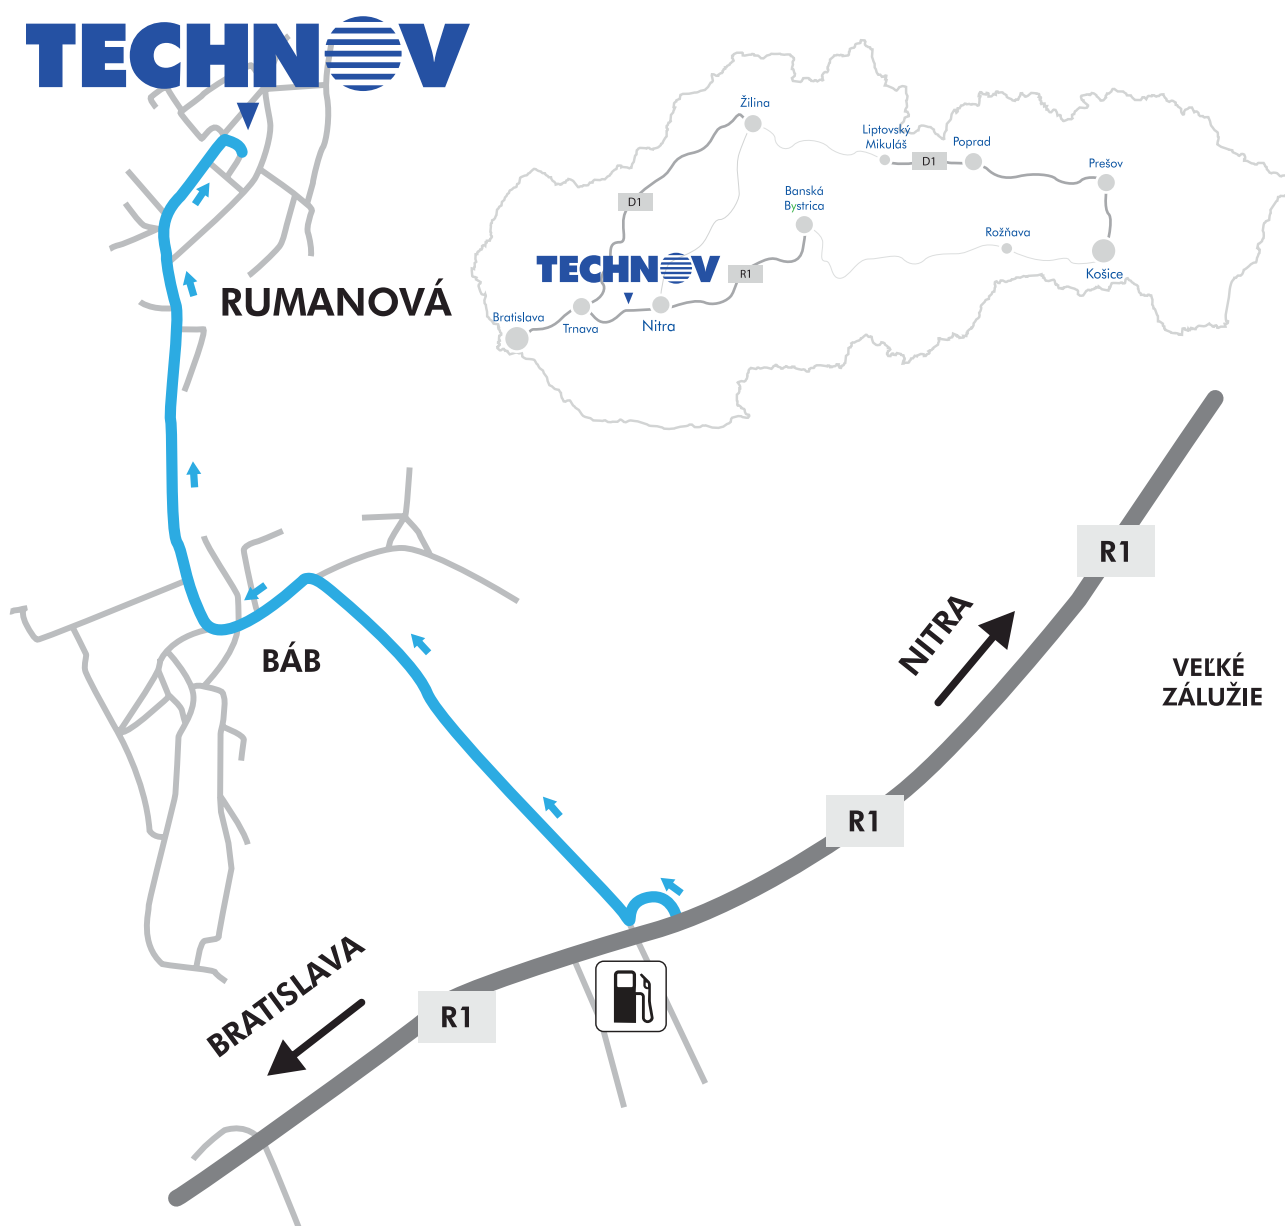 TECHNOV
Žilina
Liptovský
Mikuláš
D1
Poprad
Prešov
D1
Banská
Bystrica
Rožňava
TECHNOV
R1
Košice
Bratislava
Trnava
Nitra
RUMANOVÁ
R1
NITRA
BÁB
VEĽKÉ
ZÁLUŽIE
R1
BRATISLAVA
R1